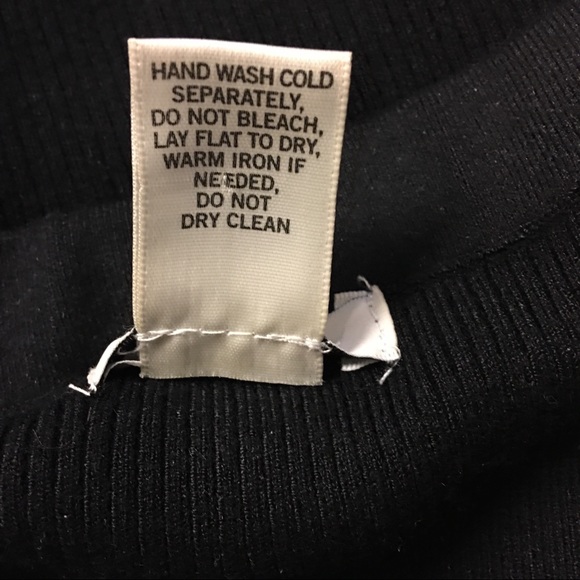 HAND WASH COLD
SEPARATELY,
DO NOT BLEACH,
LAY FLAT TO DRY,
WARM IRON IF
NEEDED,
DO NOT
DRY CLEAN